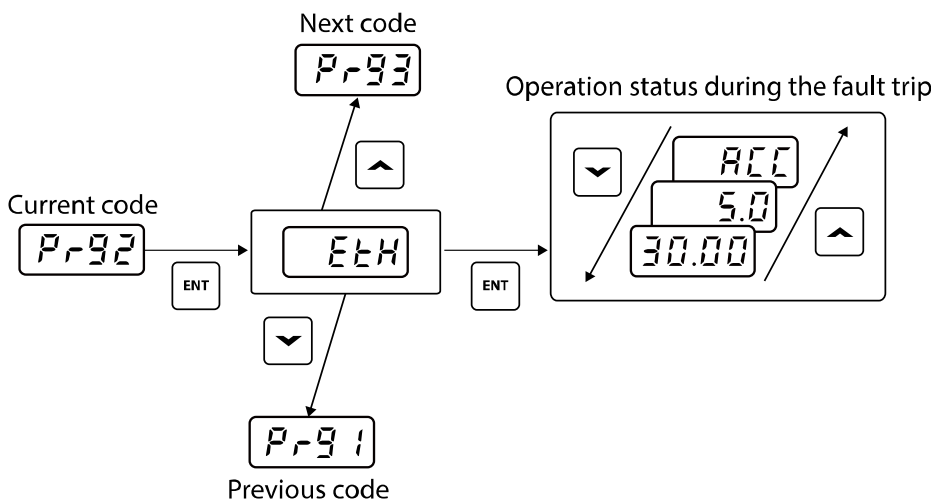 Next code
Pr93
Operation status during the fault trip
ACC
5.0
30.00
Current code
Pr92
EtH
ENT
ENT
Pr91
Previous code